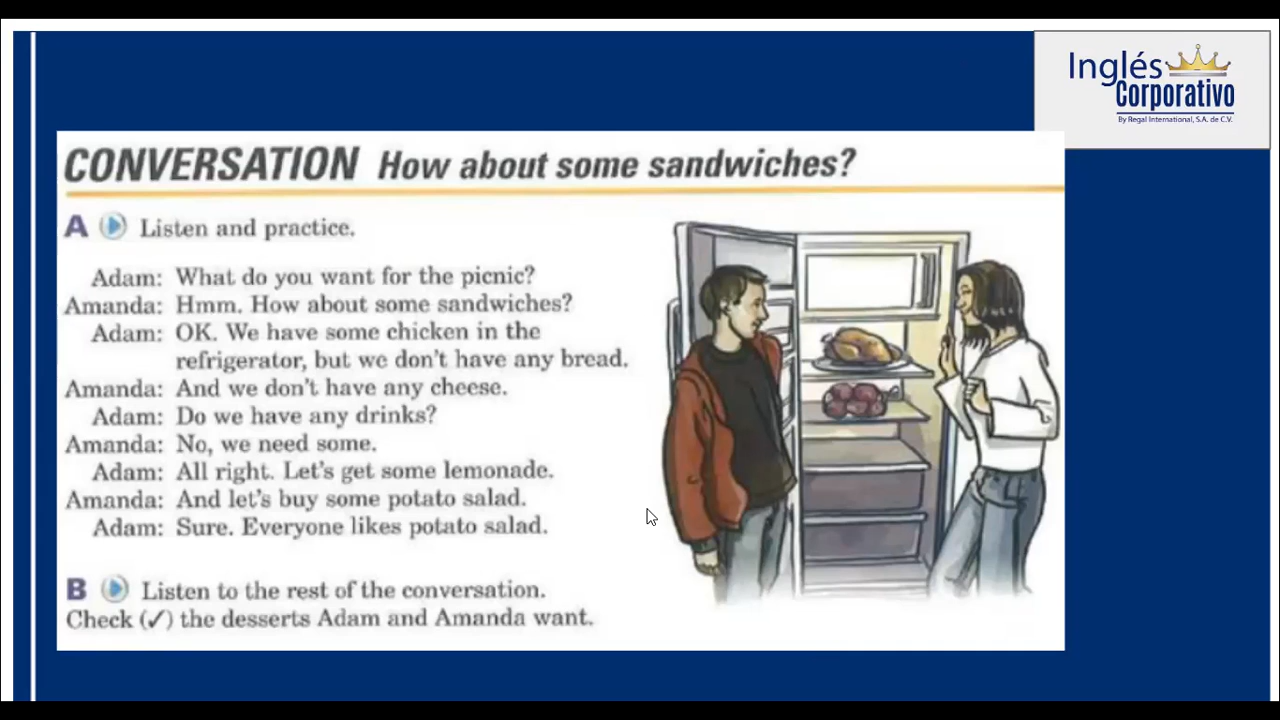 Inglés
Corporativo
By Regal International, S.A. de C.V.
CONVERSATION How about some sandwiches?
A Listen and practice.
Adam: What do you want for the picnic?
Amanda: Hmm. How about some sandwiches?
Adam: OK. We have some chicken in the
refrigerator, but we don't have any bread.
Amanda: And we don't have any cheese.
Adam: Do we have any drinks?
Amanda: No, we need some.
Adam: All right. Let's get some lemonade.
Amanda: And let's buy some potato salad.
Adam: Sure. Everyone likes potato salad.
B Listen to the rest of the conversation.
Check (✓) the desserts Adam and Amanda want.